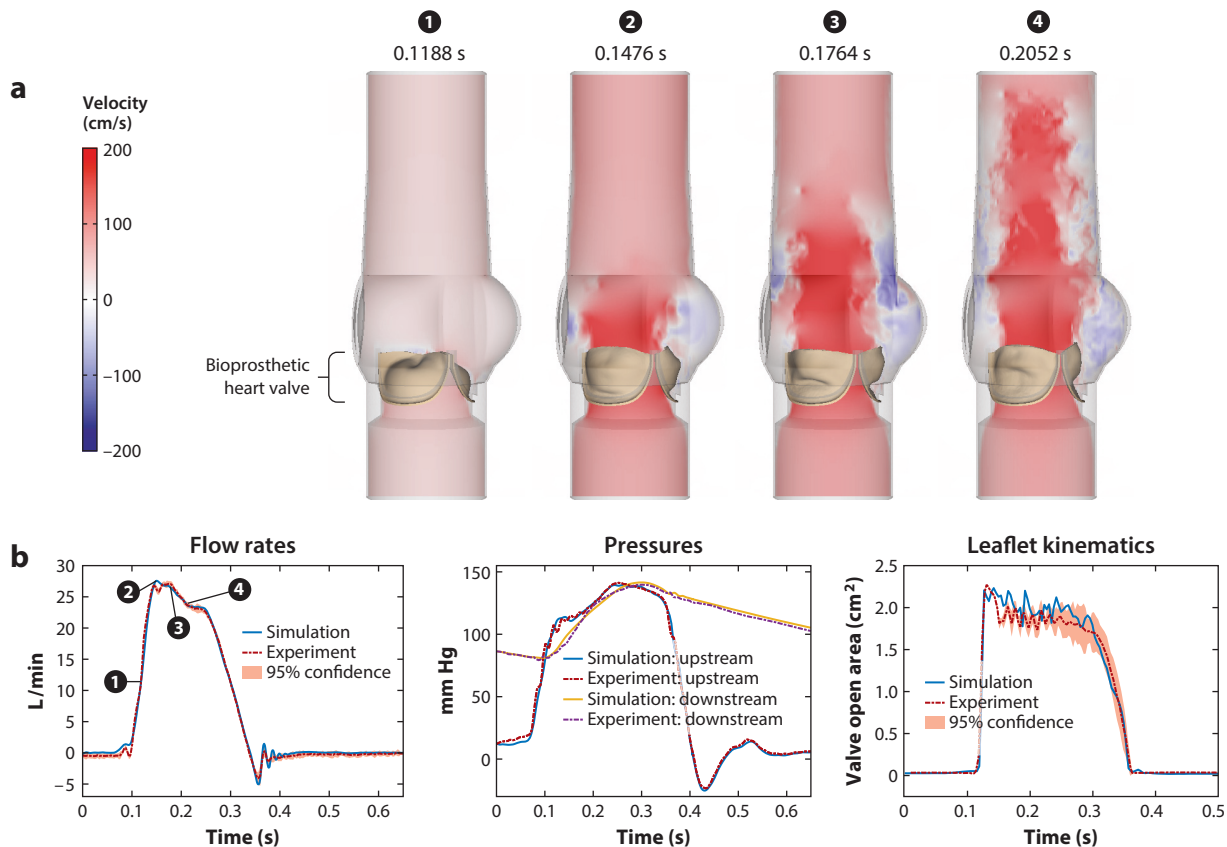 1 2 3 4
0.1188 s 0.1476 s 0.1764 s 0.2052 s
a
Velocity
(cm/s)
200
100
0
−100
−200
Bioprosthetic
heart valve
b
Flow rates
L/min
30
25
20
15
10
5
0
−5
0 0.1 0.2 0.3 0.4 0.5 0.6
Time (s)
1
2
3
4
Simulation
Experiment
95% confidence
Pressures
mm Hg
150
100
50
0
0 0.1 0.2 0.3 0.4 0.5 0.6
Time (s)
Simulation: upstream
Experiment: upstream
Simulation: downstream
Experiment: downstream
Leaflet kinematics
Valve open area (cm²)
2.5
2.0
1.5
1.0
0.5
0
0 0.1 0.2 0.3 0.4 0.5
Time (s)
Simulation
Experiment
95% confidence